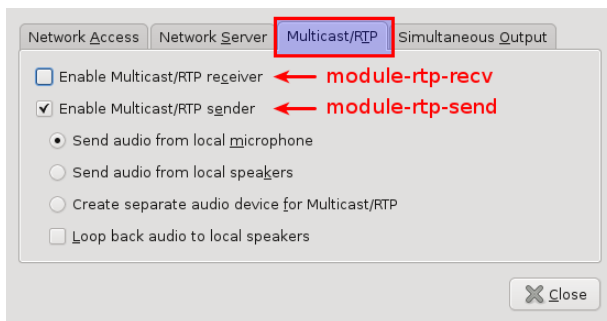 Network Access Network Server Multicast/RTP Simultaneous Output
Enable Multicast/RTP receiver module-rtp-recv
Enable Multicast/RTP sender module-rtp-send
Send audio from local microphone
Send audio from local speakers
Create separate audio device for Multicast/RTP
Loop back audio to local speakers
Close